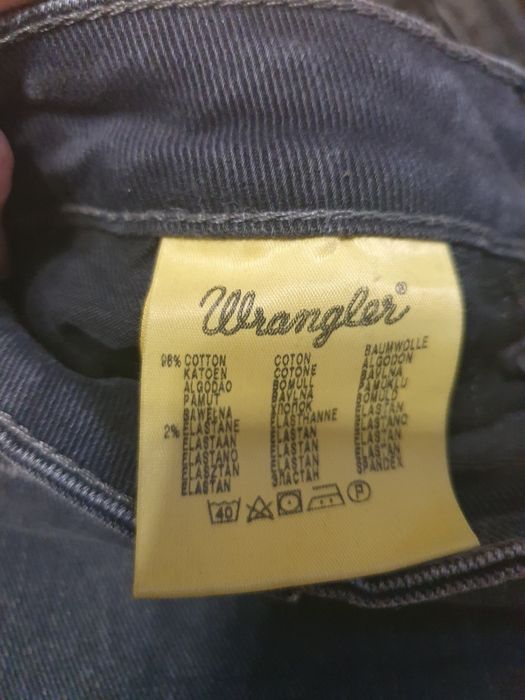 Wrangler®
98% COTTON COTON BAUMWOLLE
KATOEN COTONE ALGODON
ALGODAO BOMULL BAVLNA
PAMUT BAVLNA PAMUKLU
BAWEŁNA ХЛОПОК
2% ELASTANE ELASTHANNE ELASTAN
ELASTAAN ELASTAN ELASTANO
ELASTANO ELASTAN ELASTAN
ELASZTAN ELASTAN ELASTAN
ELASTAN ЭЛАСТАН SPANDEX
40 P